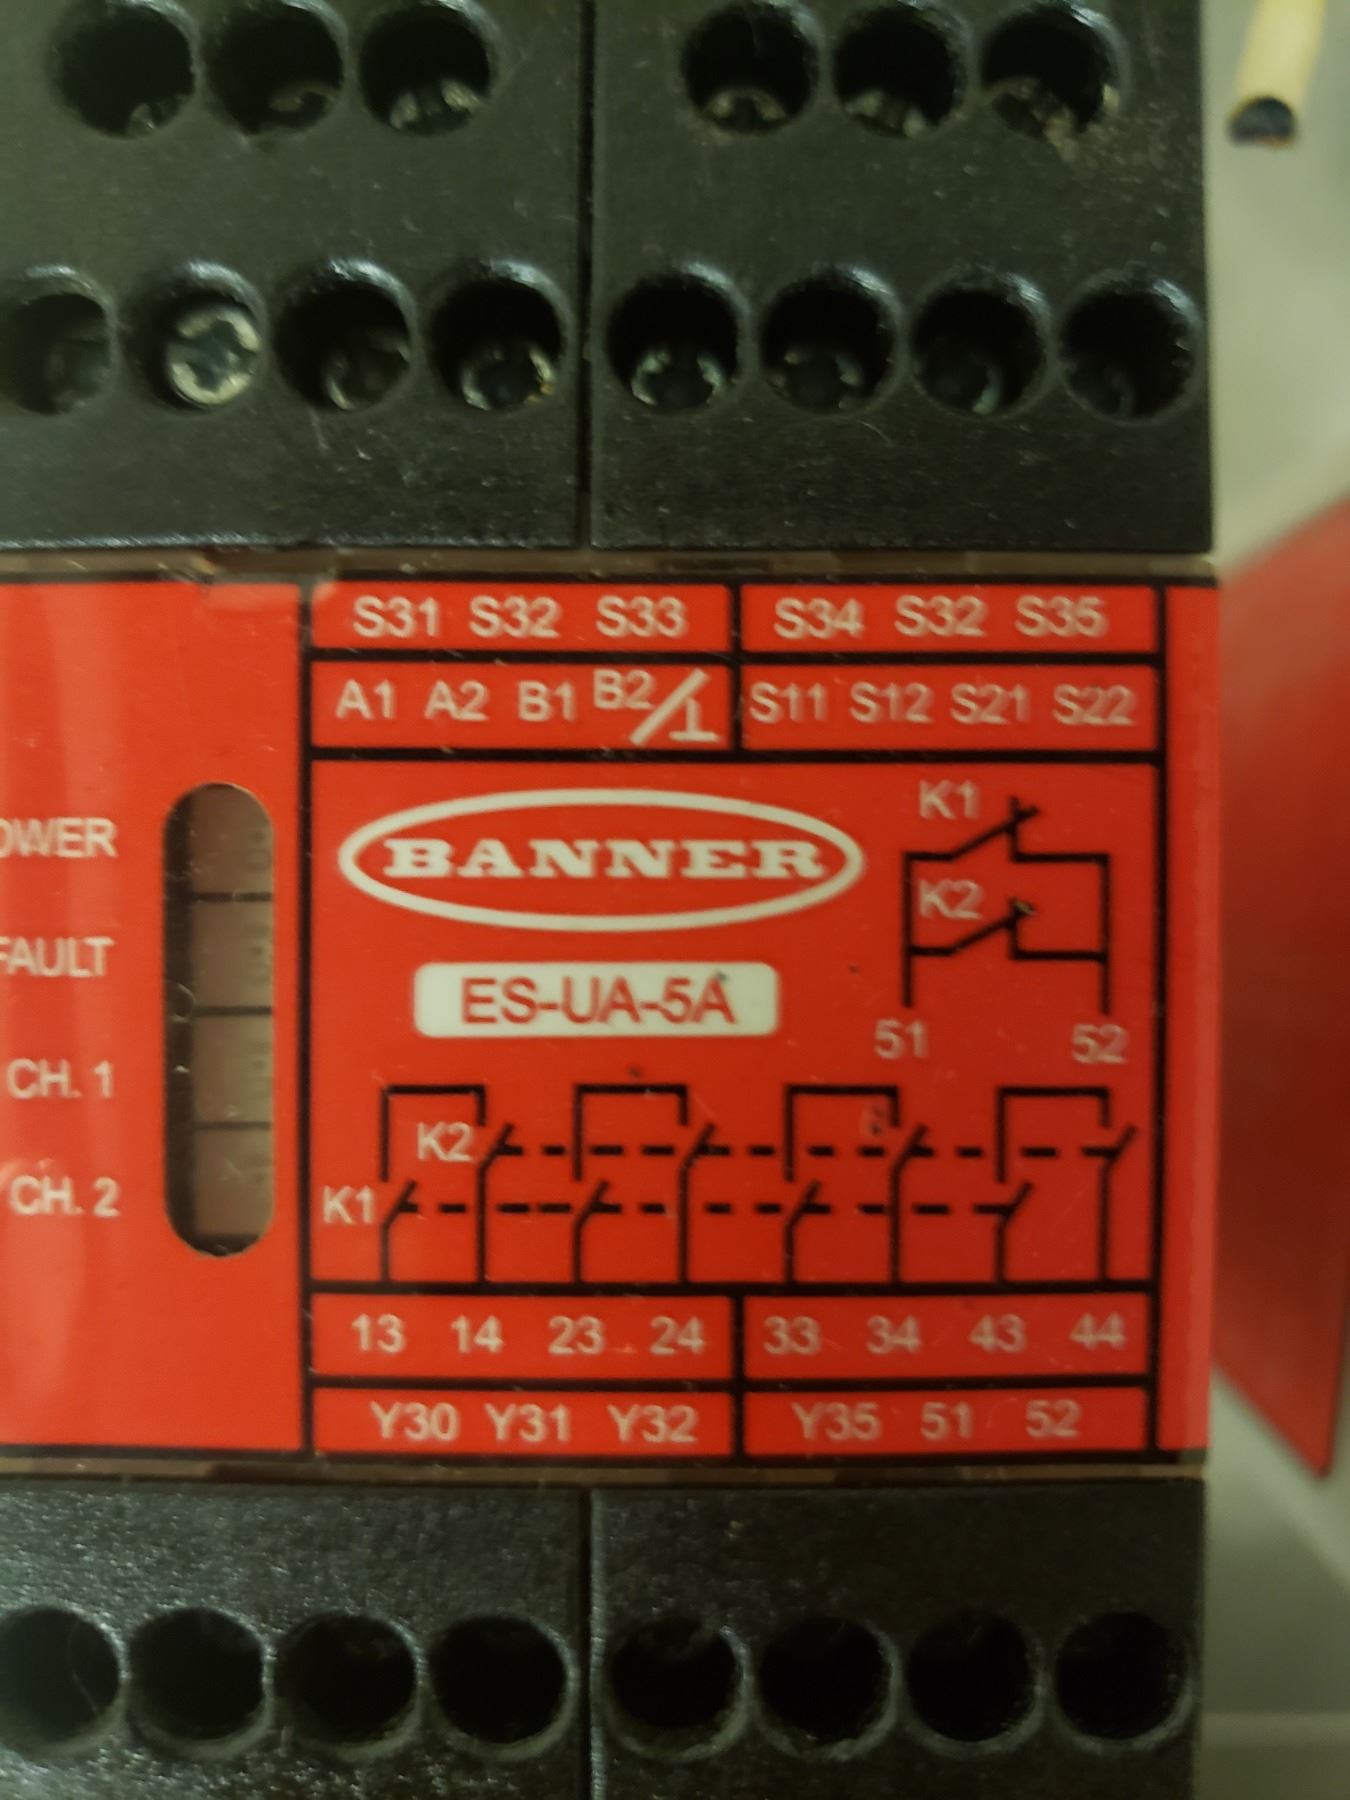 S31 S32 S33 S34 S32 S35
A1 A2 B1 B2/⊥ S11 S12 S21 S22
K1
OWER
BANNER
K2
FAULT
ES-UA-5A
51 52
CH. 1
K2
CH. 2
K1
13 14 23 24 33 34 43 44
Y30 Y31 Y32 Y35 51 52